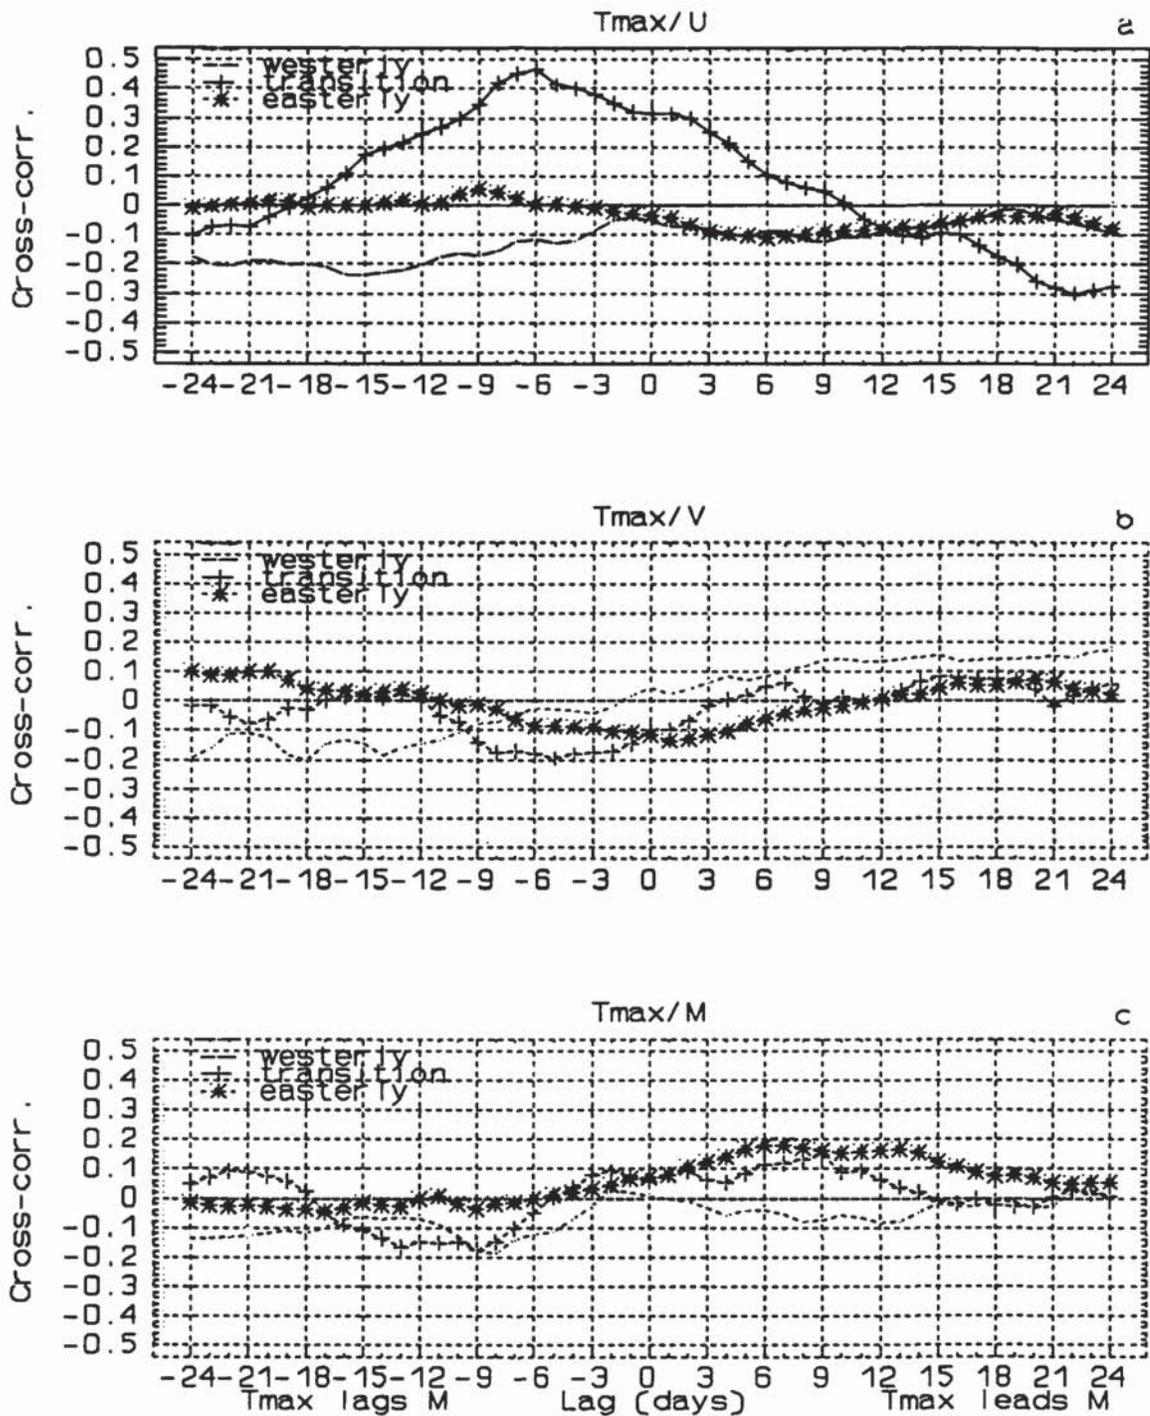 Tmax/U a
0.5
0.4
0.3
0.2
0.1
0
-0.1
-0.2
-0.3
-0.4
-0.5
Cross-corr.
westerly
transition
easterly
-24 -21 -18 -15 -12 -9 -6 -3 0 3 6 9 12 15 18 21 24
Tmax/V b
0.5
0.4
0.3
0.2
0.1
0
-0.1
-0.2
-0.3
-0.4
-0.5
Cross-corr.
westerly
transition
easterly
-24 -21 -18 -15 -12 -9 -6 -3 0 3 6 9 12 15 18 21 24
Tmax/M c
0.5
0.4
0.3
0.2
0.1
0
-0.1
-0.2
-0.3
-0.4
-0.5
Cross-corr.
westerly
transition
easterly
-24 -21 -18 -15 -12 -9 -6 -3 0 3 6 9 12 15 18 21 24
Tmax lags M Lag (days) Tmax leads M